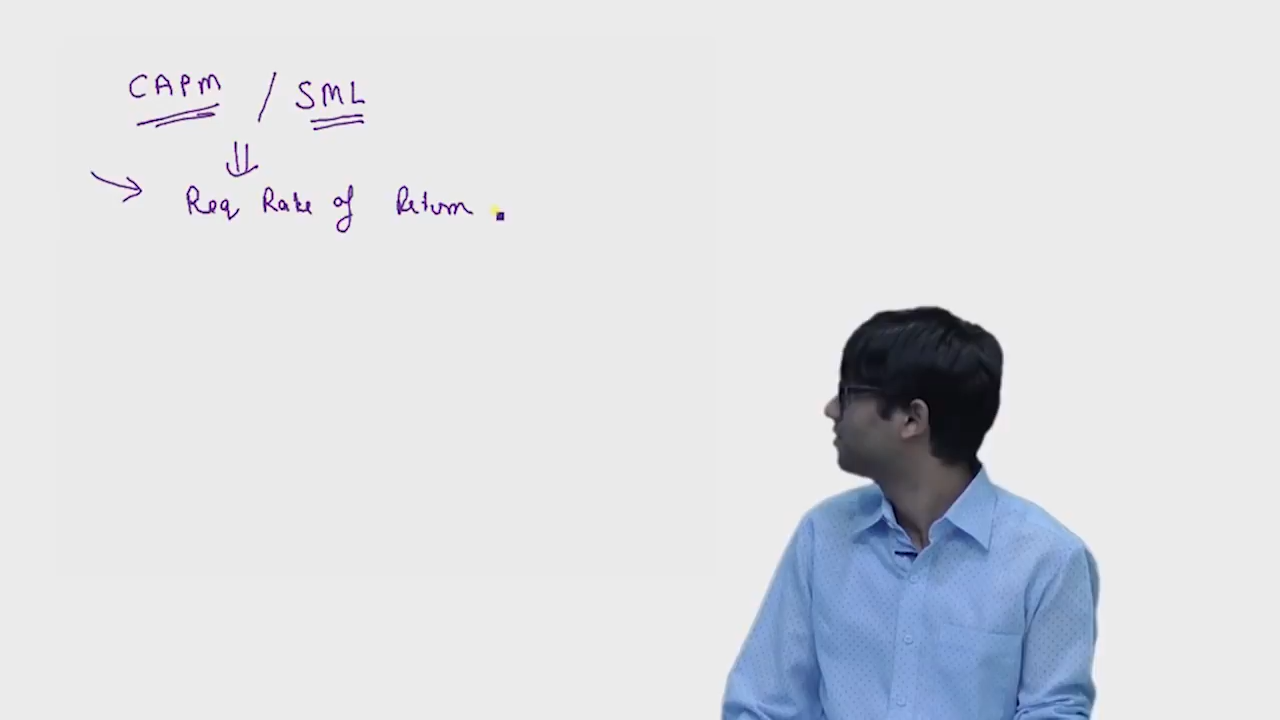 CAPM / SML
Req Rate of Return